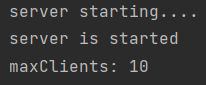 server starting....
server is started
maxClients: 10